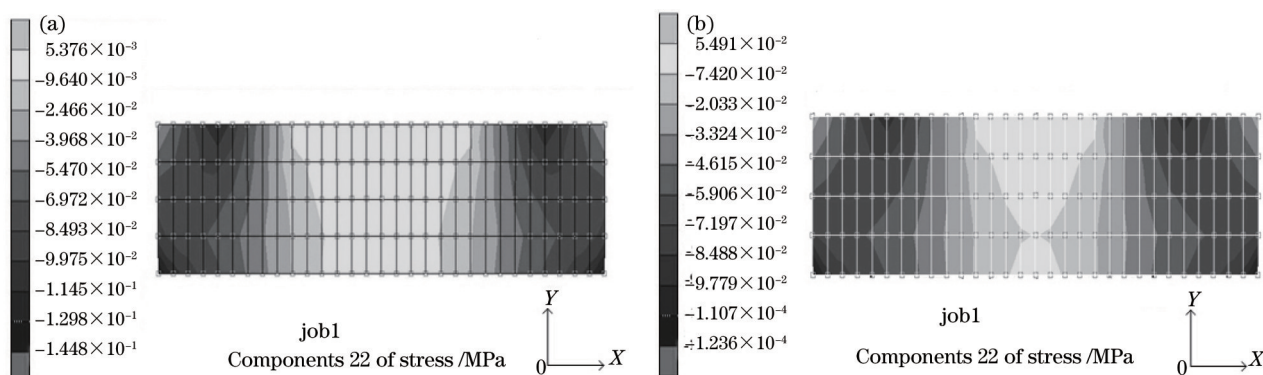 (a)
5.376×10⁻³
−9.640×10⁻³
−2.466×10⁻²
−3.968×10⁻²
−5.470×10⁻²
−6.972×10⁻²
−8.493×10⁻²
−9.975×10⁻²
−1.145×10⁻¹
−1.298×10⁻¹
−1.448×10⁻¹
job1
Components 22 of stress /MPa
Y
0
X
(b)
5.491×10⁻²
−7.420×10⁻²
−2.033×10⁻²
−3.324×10⁻²
−4.615×10⁻²
−5.906×10⁻²
−7.197×10⁻²
−8.488×10⁻²
−9.779×10⁻²
−1.107×10⁻⁴
−1.236×10⁻⁴
job1
Components 22 of stress /MPa
Y
0
X